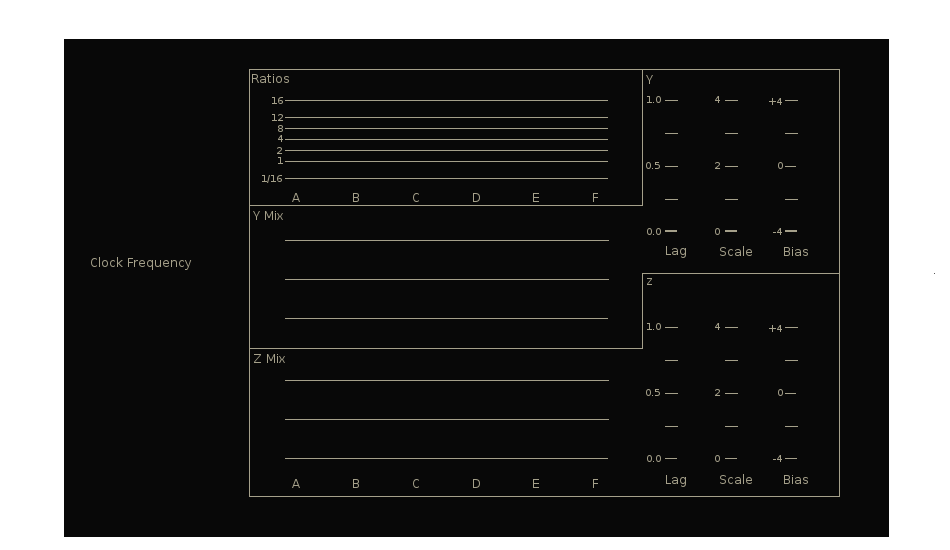 Ratios
16
12
8
4
2
1
1/16
A B C D E F
Y
1.0 4 +4
0.5 2 0
0.0 0 -4
Lag Scale Bias
Y Mix
Clock Frequency
Z
1.0 4 +4
0.5 2 0
0.0 0 -4
Lag Scale Bias
Z Mix
A B C D E F